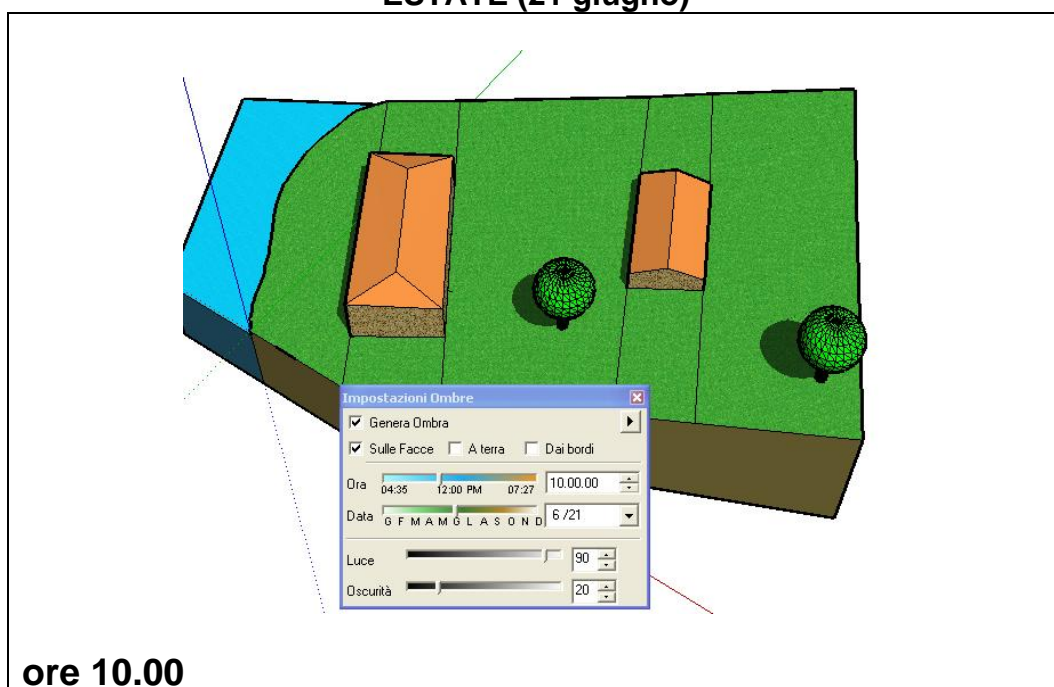 ESTATE (21 giugno)
Impostazioni Ombre
Genera Ombra
Sulle Facce A terra Dai bordi
Ora 04:35 12:00 PM 07:27 10.00.00
Data G F M A M G L A S O N D 6 /21
Luce 90
Oscurità 20
ore 10.00